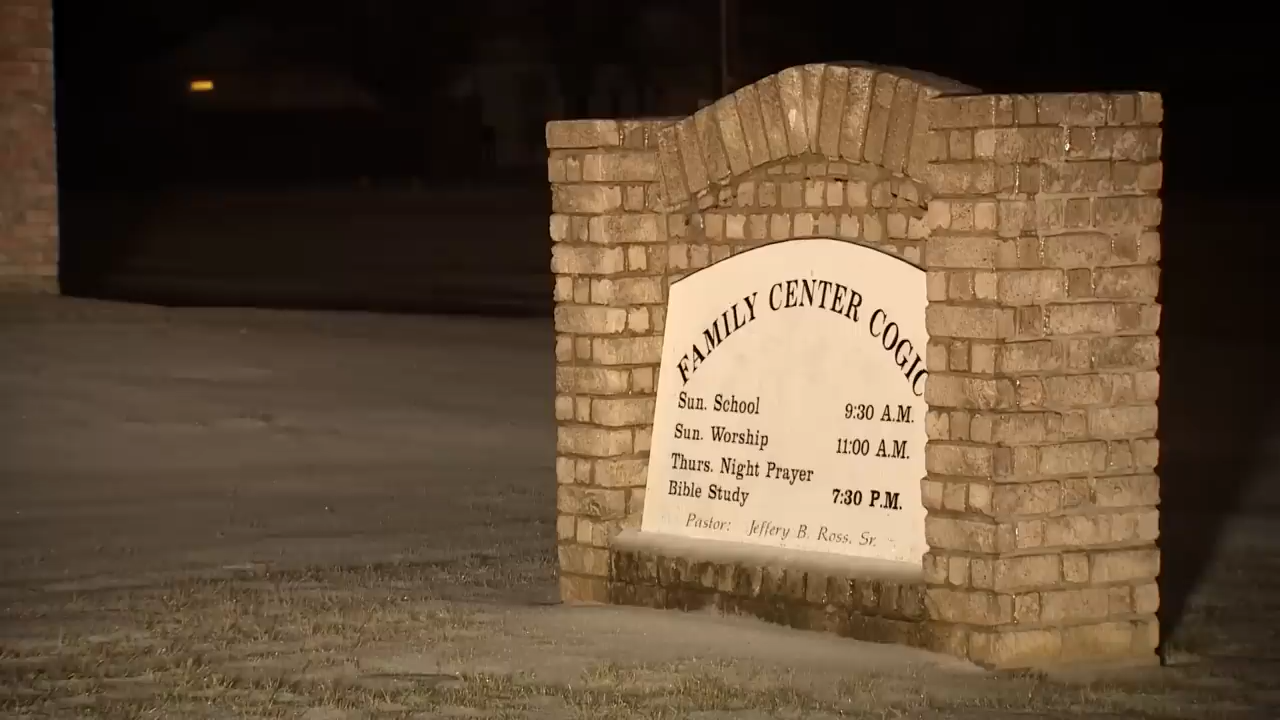 FAMILY CENTER COGIC
Sun. School 9:30 A.M.
Sun. Worship 11:00 A.M.
Thurs. Night Prayer
Bible Study 7:30 P.M.
Pastor: Jeffery B. Ross, Sr.